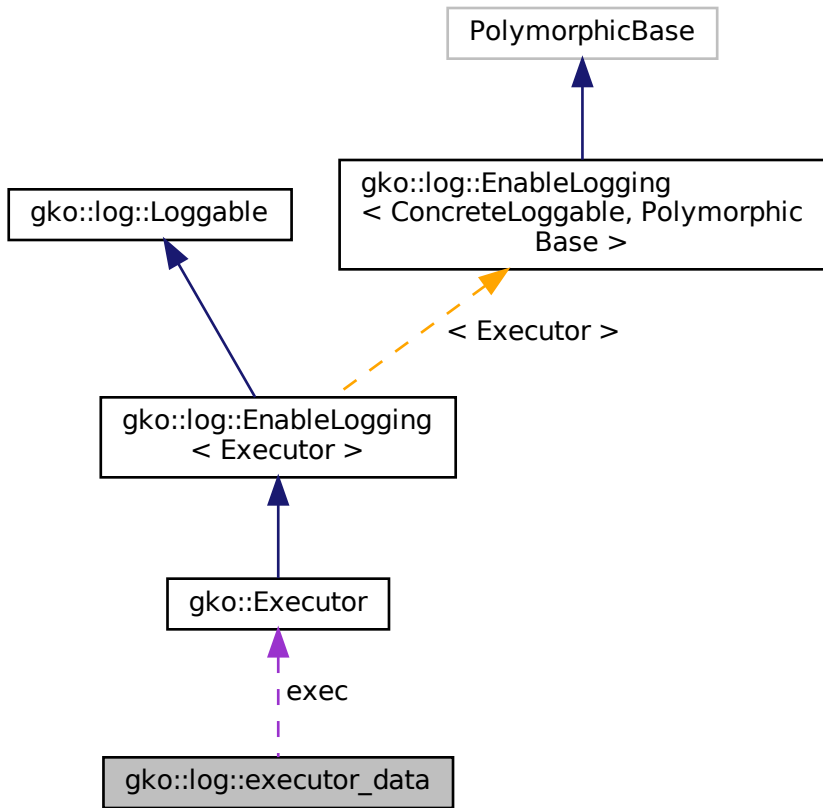 PolymorphicBase
gko::log::Loggable
gko::log::EnableLogging
< ConcreteLoggable, Polymorphic
Base >
< Executor >
gko::log::EnableLogging
< Executor >
gko::Executor
exec
gko::log::executor_data